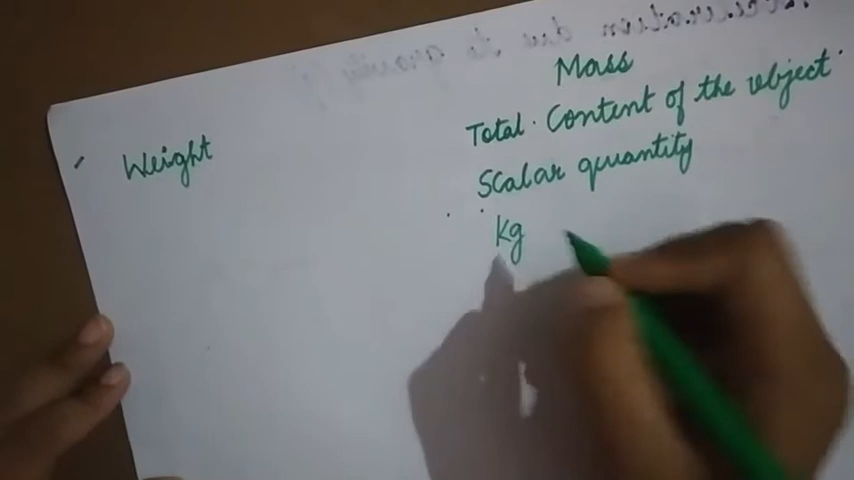 Mass
Total. Content of the object.
Weight
Scalar quantity
Kg